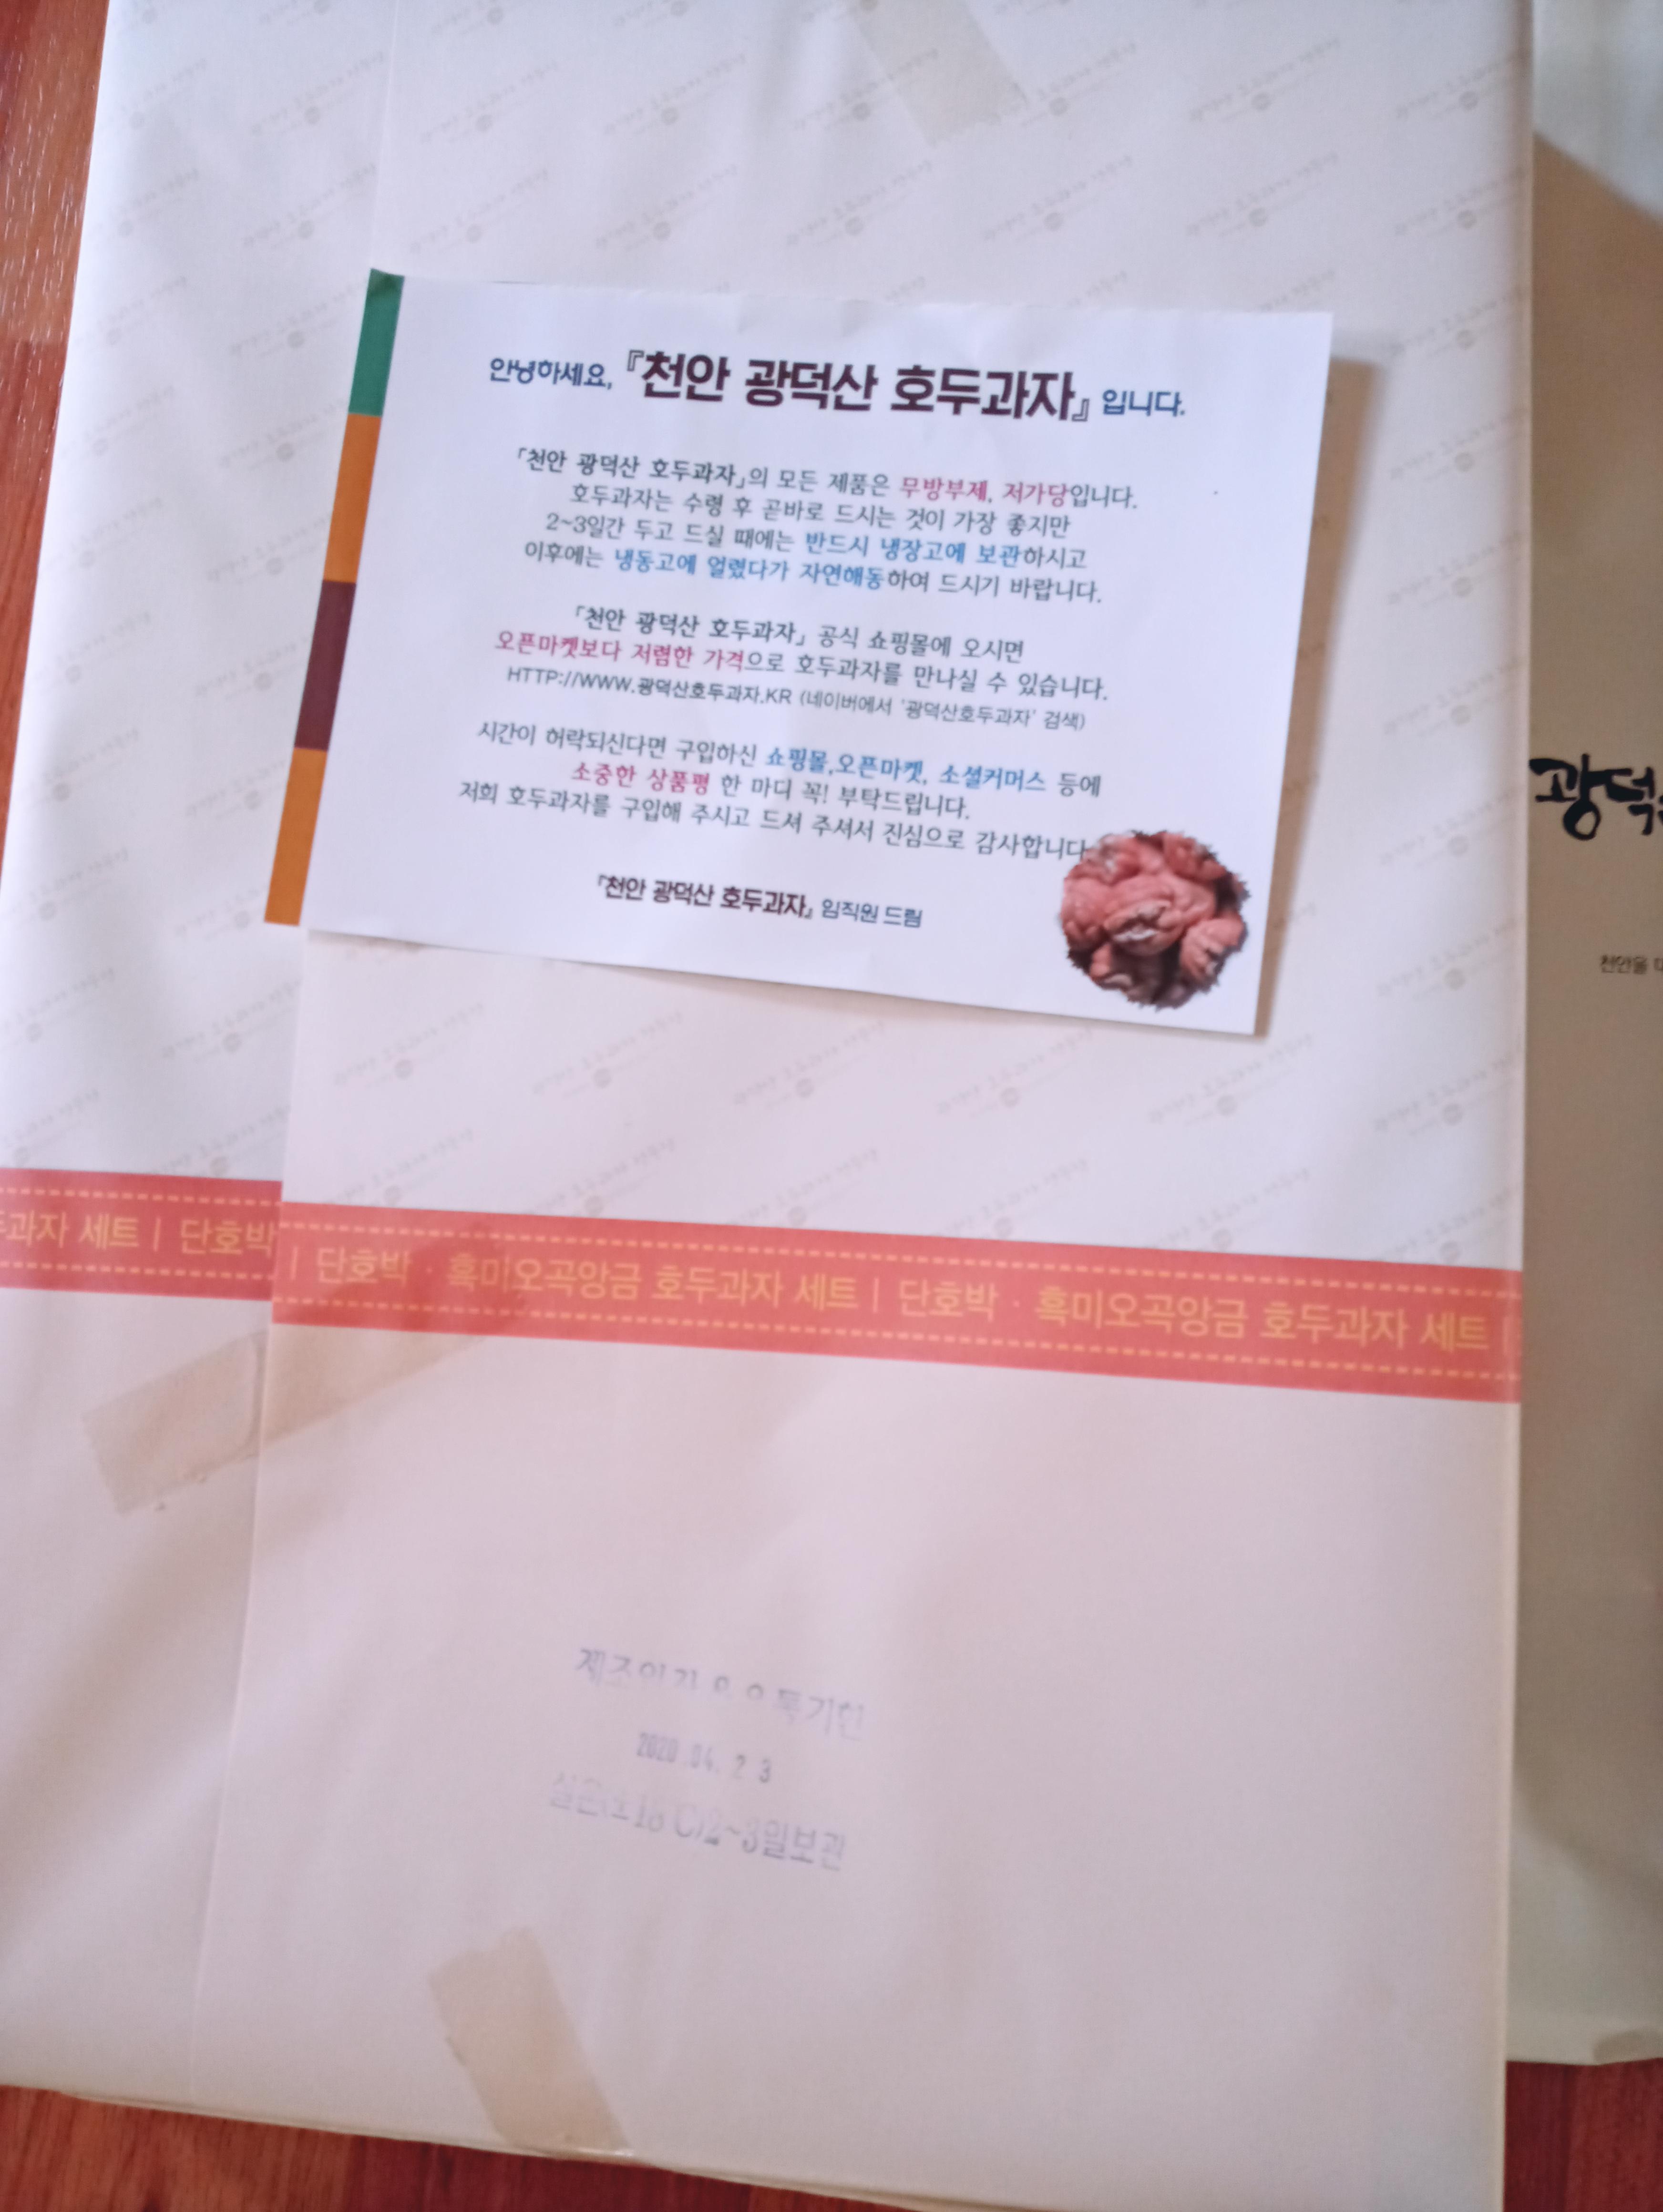 안녕하세요, 『천안 광덕산 호두과자』 입니다.
「천안 광덕산 호두과자」의 모든 제품은 무방부제, 저가당입니다.
호두과자는 수령 후 곧바로 드시는 것이 가장 좋지만
2~3일간 두고 드실 때에는 반드시 냉장고에 보관하시고
이후에는 냉동고에 얼렸다가 자연해동하여 드시기 바랍니다.
「천안 광덕산 호두과자」 공식 쇼핑몰에 오시면
오픈마켓보다 저렴한 가격으로 호두과자를 만나실 수 있습니다.
HTTP://WWW.광덕산호두과자.KR (네이버에서 '광덕산호두과자' 검색)
시간이 허락되신다면 구입하신 쇼핑몰,오픈마켓, 소셜커머스 등에
소중한 상품평 한 마디 꼭! 부탁드립니다.
저희 호두과자를 구입해 주시고 드셔 주셔서 진심으로 감사합니다
『천안 광덕산 호두과자』 임직원 드림
광덕
천안을
과자 세트 | 단호박
| 단호박 · 흑미오곡앙금 호두과자 세트 | 단호박 · 흑미오곡앙금 호두과자 세트 |
2020.04.23
2~3일보관